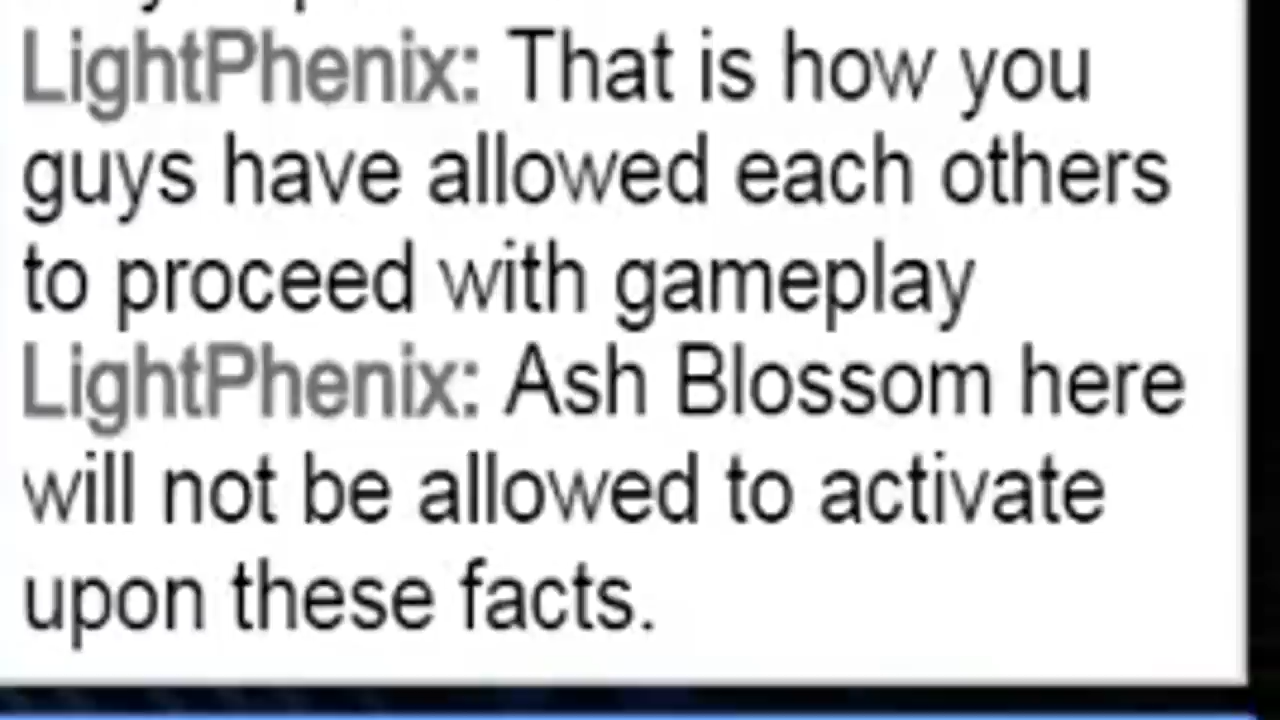 LightPhenix: That is how you
guys have allowed each others
to proceed with gameplay
LightPhenix: Ash Blossom here
will not be allowed to activate
upon these facts.